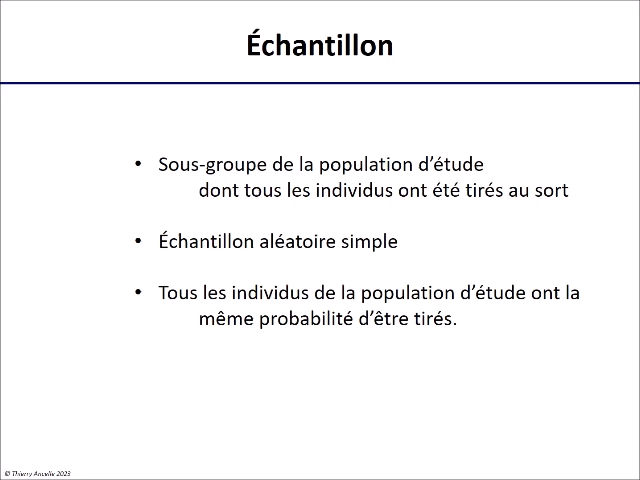 Échantillon
• Sous-groupe de la population d’étude
dont tous les individus ont été tirés au sort
• Échantillon aléatoire simple
• Tous les individus de la population d’étude ont la
même probabilité d’être tirés.
© Thierry Ancelle 2023